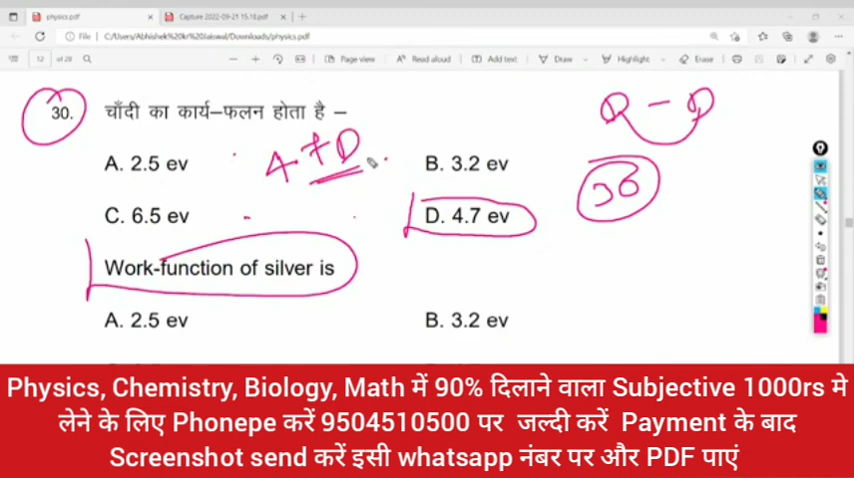 physics.pdf
Capture 2022-09-21 15.18.pdf
File
C:/Users/Abhishek%20kr%20Jaiswal/Downloads/physics.pdf
12 of 28
Page view
Read aloud
Add text
Draw
Highlight
Erase
30. चाँदी का कार्य–फलन होता है –
A. 2.5 ev
B. 3.2 ev
C. 6.5 ev
D. 4.7 ev
Work-function of silver is
A. 2.5 ev
B. 3.2 ev
Physics, Chemistry, Biology, Math में 90% दिलाने वाला Subjective 1000rs मे
लेने के लिए Phonepe करें 9504510500 पर जल्दी करें Payment के बाद
Screenshot send करें इसी whatsapp नंबर पर और PDF पाएं